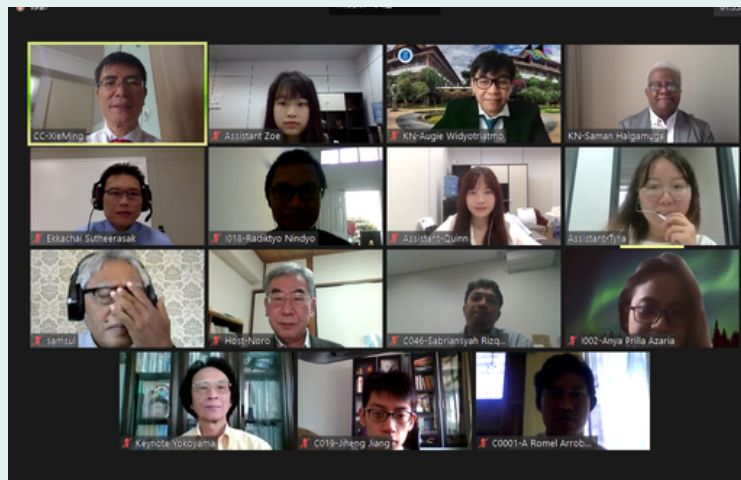 CC-XieMing
Assistant Zoe
KN-Augie Widyotriatmo
KN-Saman Halgamuge
Ekkachai Sutheerasak
I018-Radiktyo Nindyo
Assistant-Quinn
Assistant-Tyra
samsul
Host-Noro
C046-Sabriansyah Rizq...
I002-Anya Prilla Azaria
Keynote Yokoyama
C019-Jiheng Jiang
C0001-A Romel Arrob...